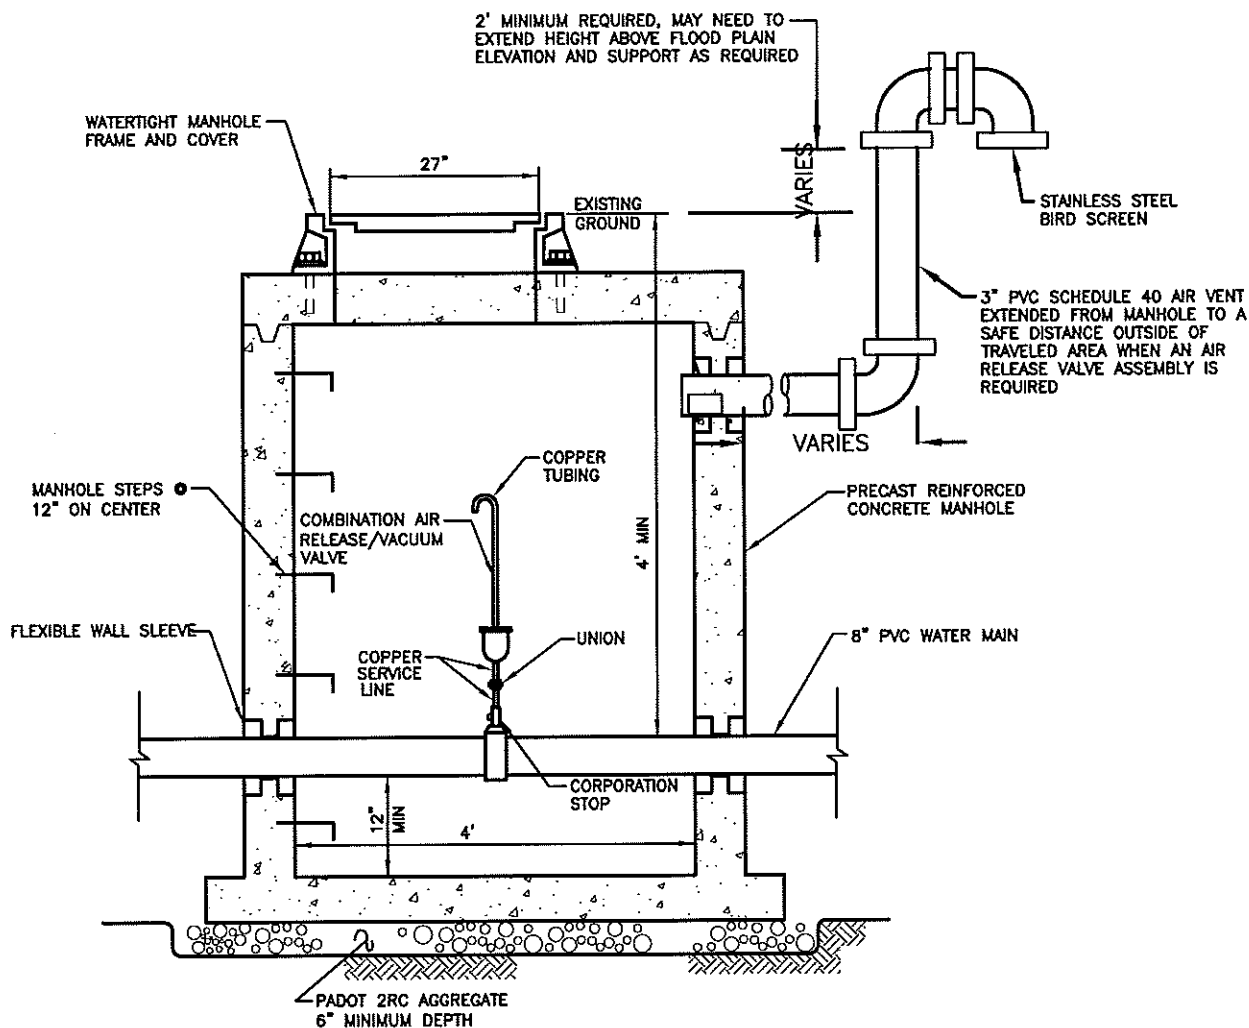 2' MINIMUM REQUIRED, MAY NEED TO
EXTEND HEIGHT ABOVE FLOOD PLAIN
ELEVATION AND SUPPORT AS REQUIRED
WATERTIGHT MANHOLE
FRAME AND COVER
27"
VARIES
EXISTING
GROUND
STAINLESS STEEL
BIRD SCREEN
3" PVC SCHEDULE 40 AIR VENT
EXTENDED FROM MANHOLE TO A
SAFE DISTANCE OUTSIDE OF
TRAVELED AREA WHEN AN AIR
RELEASE VALVE ASSEMBLY IS
REQUIRED
VARIES
COPPER
TUBING
MANHOLE STEPS @
12" ON CENTER
PRECAST REINFORCED
CONCRETE MANHOLE
COMBINATION AIR
RELEASE/VACUUM
VALVE
4' MIN
FLEXIBLE WALL SLEEVE
UNION
8" PVC WATER MAIN
COPPER
SERVICE
LINE
CORPORATION
STOP
12"
MIN
4'
PADOT 2RC AGGREGATE
6" MINIMUM DEPTH